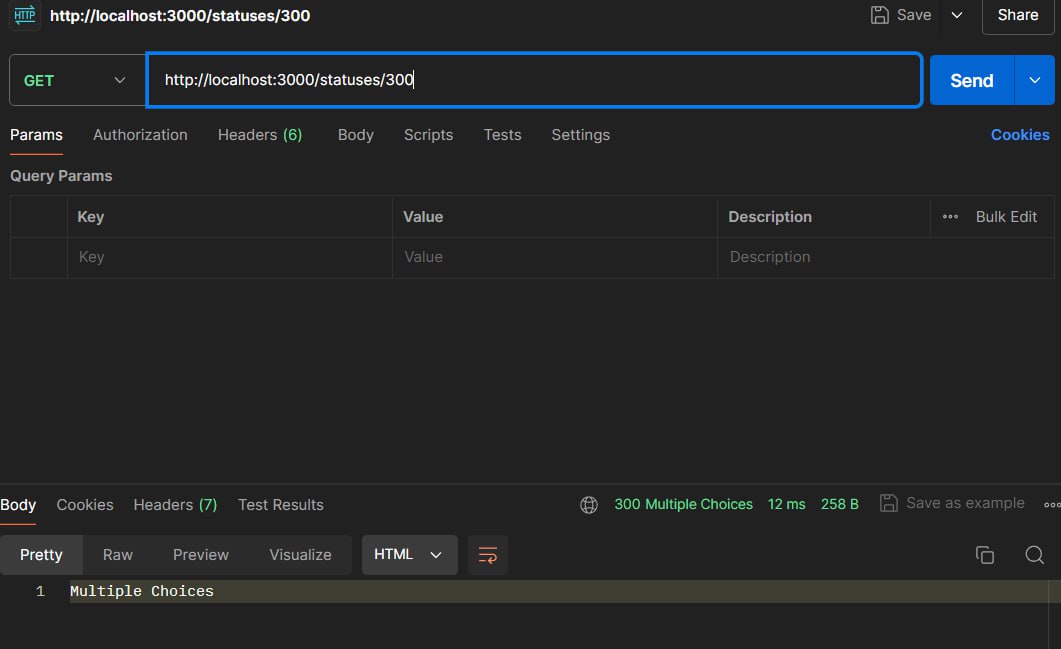 HTTP http://localhost:3000/statuses/300 Save Share
GET http://localhost:3000/statuses/300 Send
Params Authorization Headers (6) Body Scripts Tests Settings Cookies
Query Params
Key Value Description Bulk Edit
Key Value Description
Body Cookies Headers (7) Test Results 300 Multiple Choices 12 ms 258 B Save as example
Pretty Raw Preview Visualize HTML
1 Multiple Choices